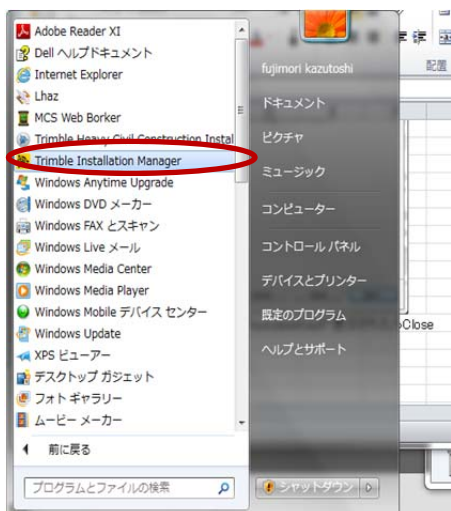 Adobe Reader XI
Dell ヘルプドキュメント
Internet Explorer
Lhaz
MCS Web Borker
Trimble Heavy Civil Construction Instal
Trimble Installation Manager
Windows Anytime Upgrade
Windows DVD メーカー
Windows FAX とスキャン
Windows Live メール
Windows Media Center
Windows Media Player
Windows Mobile デバイス センター
Windows Update
XPS ビューアー
デスクトップ ガジェット
フォト ギャラリー
ムービー メーカー
前に戻る
プログラムとファイルの検索
fujimori kazutoshi
ドキュメント
ピクチャ
ミュージック
コンピューター
コントロール パネル
デバイスとプリンター
既定のプログラム
ヘルプとサポート
シャットダウン
配置
Close